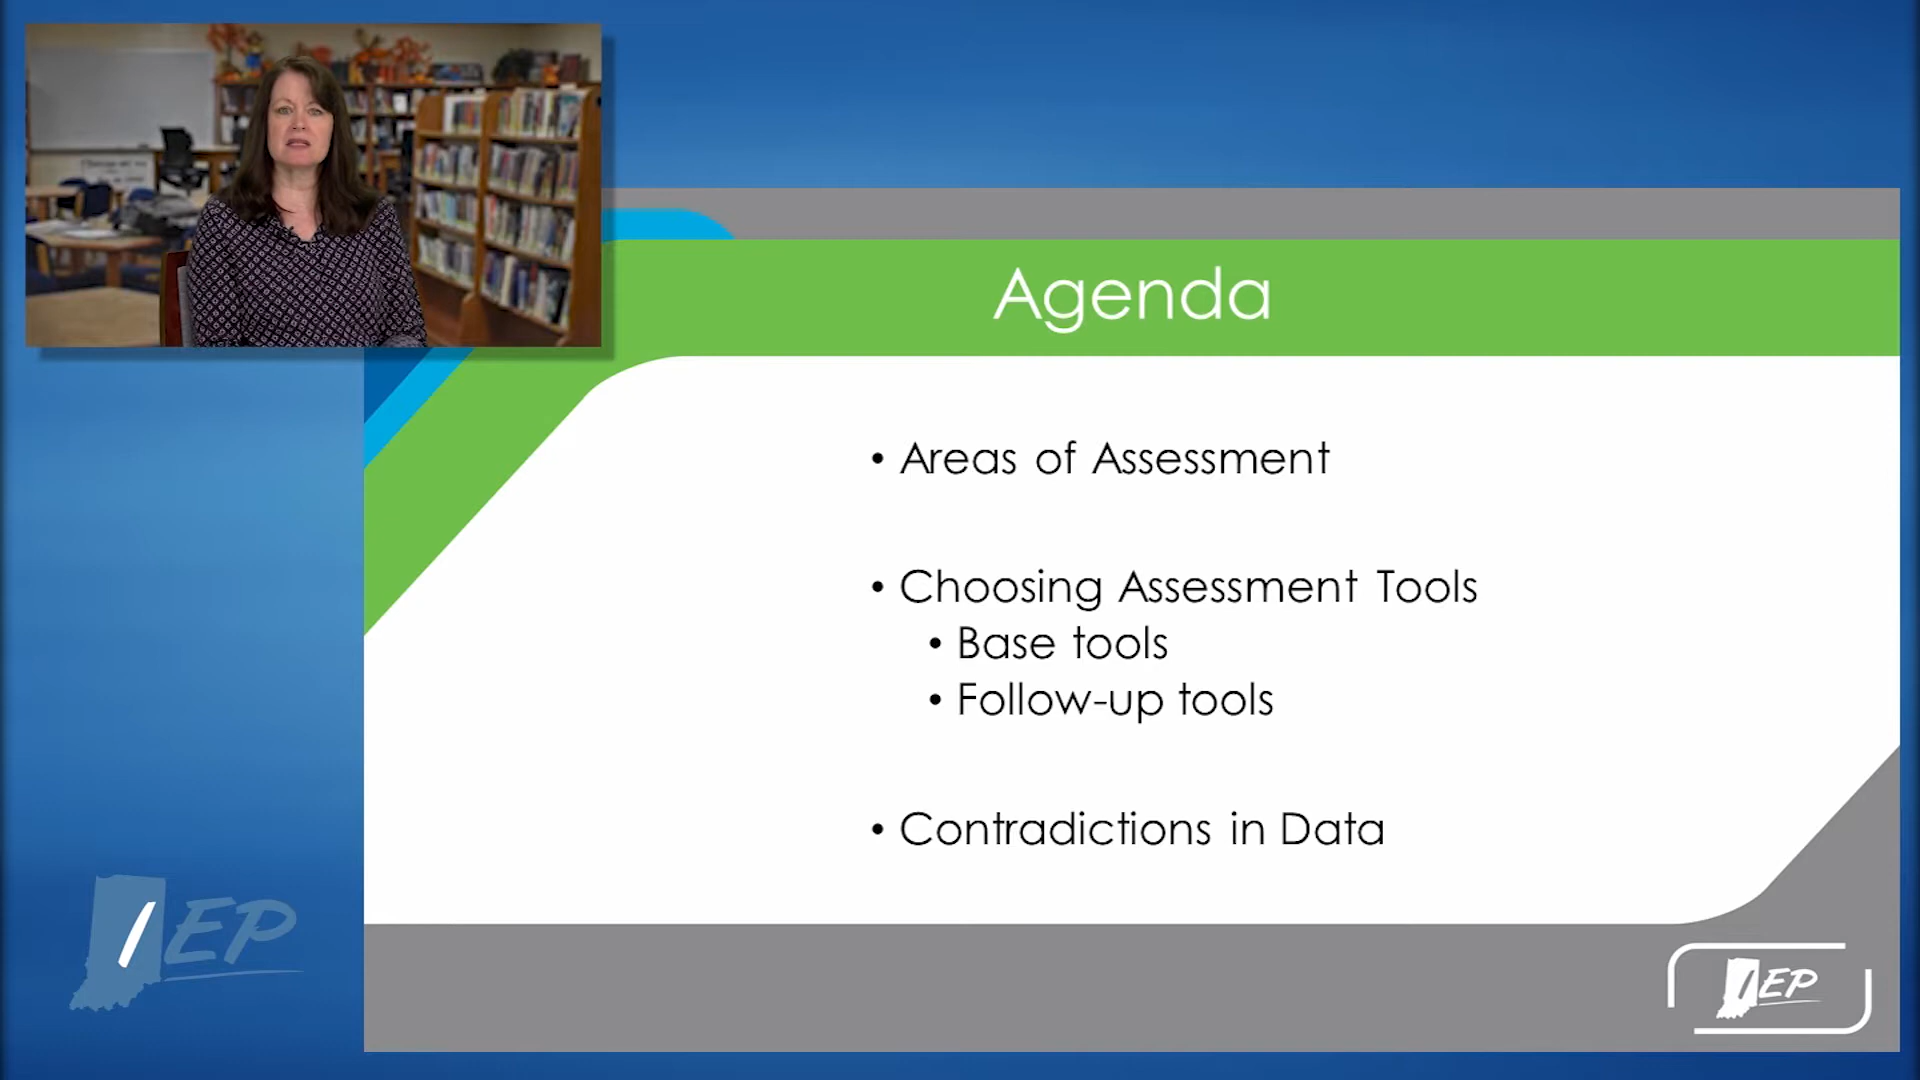 Agenda
• Areas of Assessment
• Choosing Assessment Tools
• Base tools
• Follow-up tools
• Contradictions in Data
IEP
IEP